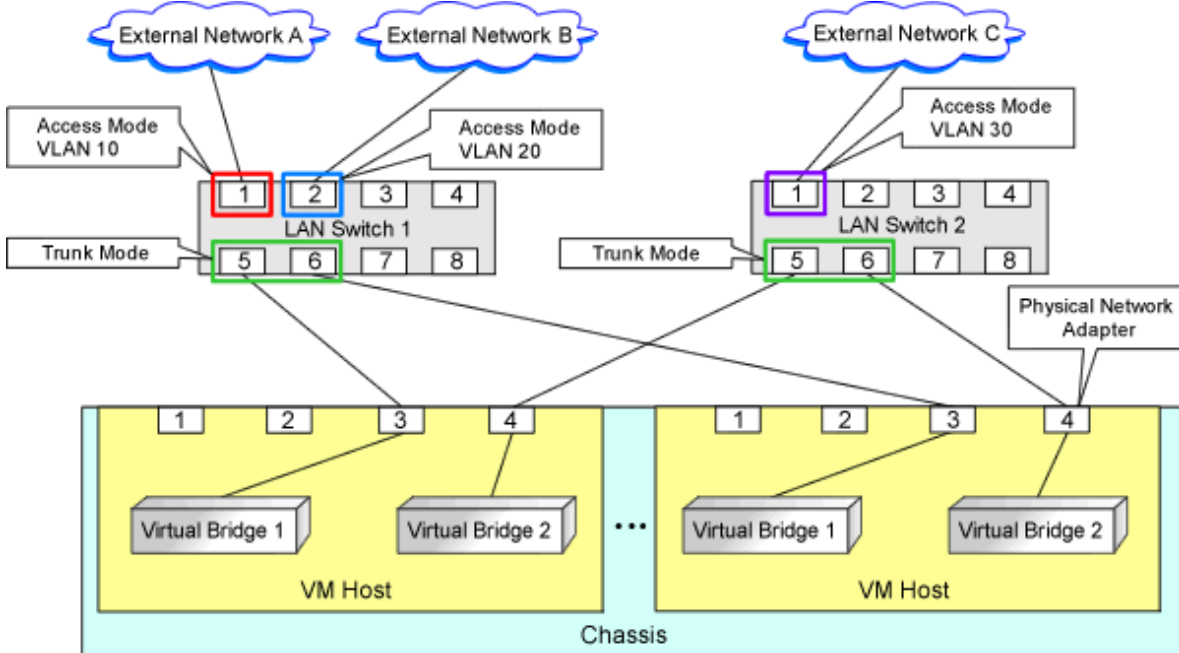 External Network A
External Network B
External Network C
Access Mode
VLAN 10
Access Mode
VLAN 20
Access Mode
VLAN 30
1 2 3 4
LAN Switch 1
5 6 7 8
Trunk Mode
1 2 3 4
LAN Switch 2
5 6 7 8
Trunk Mode
Physical Network
Adapter
1 2 3 4
Virtual Bridge 1
Virtual Bridge 2
VM Host
...
1 2 3 4
Virtual Bridge 1
Virtual Bridge 2
VM Host
Chassis